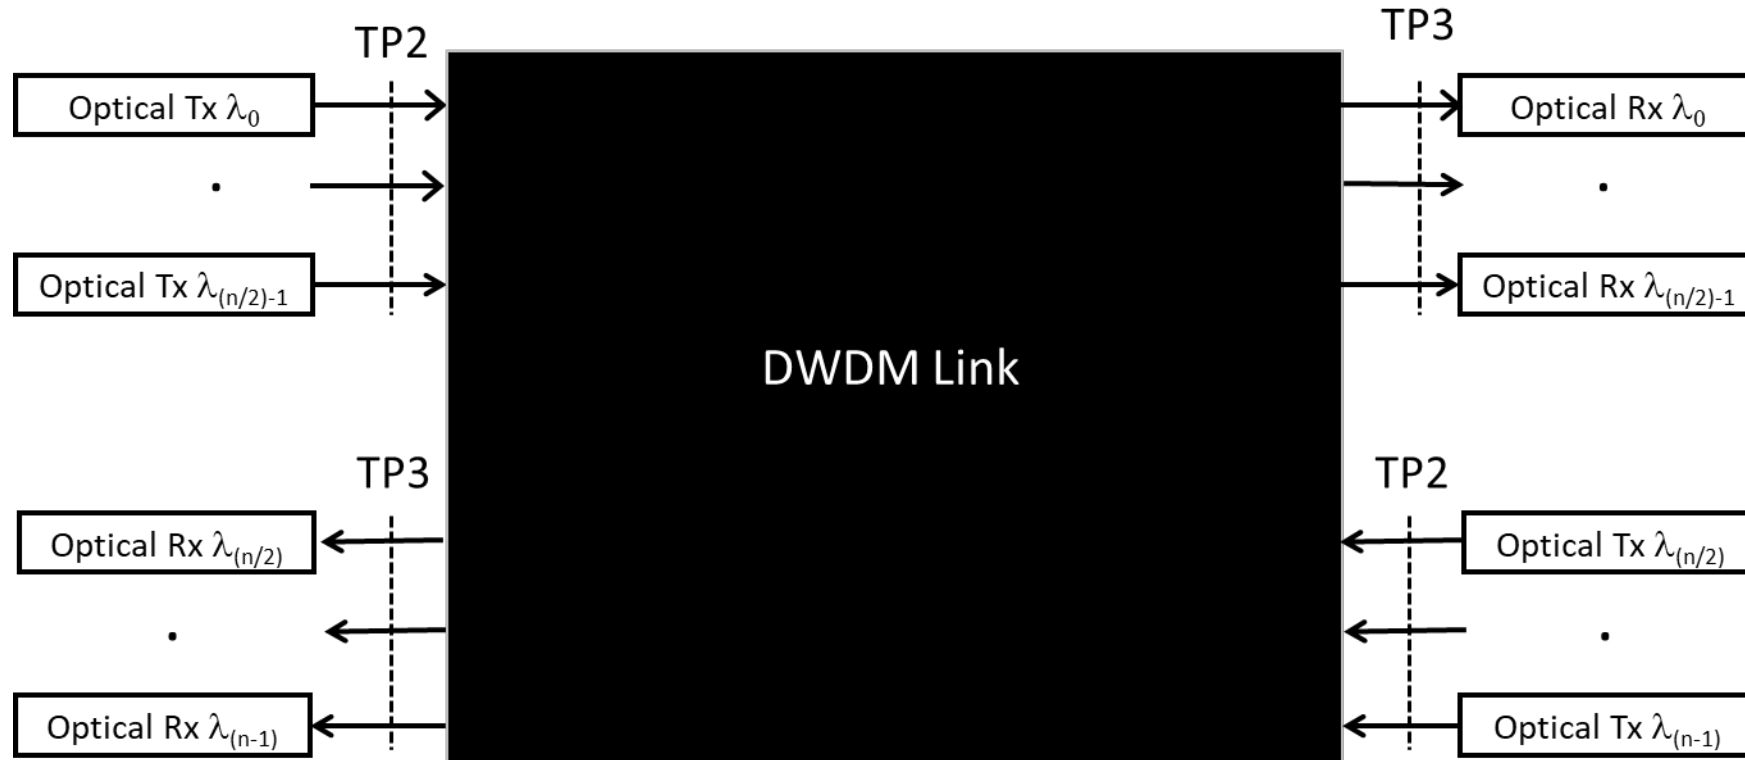 TP2
TP3
Optical Tx λ0
Optical Rx λ0
Optical Tx λ(n/2)-1
Optical Rx λ(n/2)-1
DWDM Link
TP3
TP2
Optical Rx λ(n/2)
Optical Tx λ(n/2)
Optical Rx λ(n-1)
Optical Tx λ(n-1)